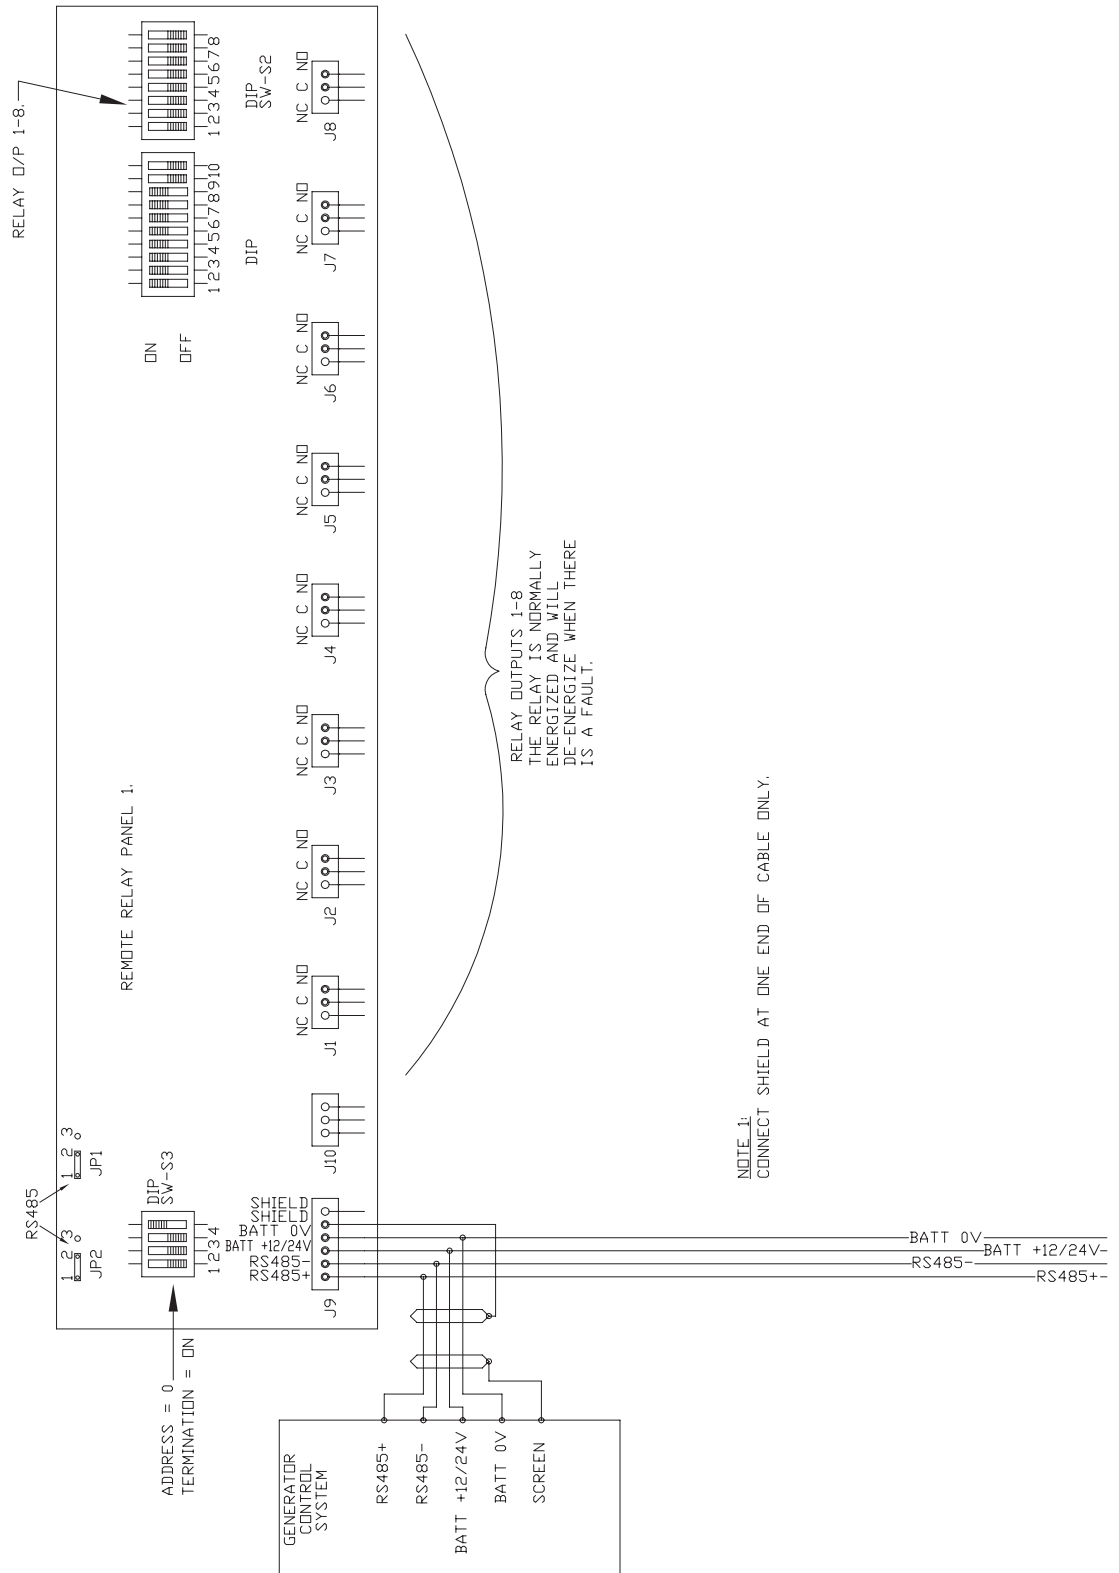 RELAY O/P 1-8.
1 2 3 4 5 6 7 8
DIP
SW-S2
1 2 3 4 5 6 7 8 9 10
DIP
ON
OFF
REMOTE RELAY PANEL 1.
RS485
1 2 3
JP1
1 2 3
JP2
DIP
SW-S3
1 2 3 4
ADDRESS = 0
TERMINATION = ON
NC C NO
J8
NC C NO
J7
NC C NO
J6
NC C NO
J5
NC C NO
J4
NC C NO
J3
NC C NO
J2
NC C NO
J1
J10
SHIELD
SHIELD
BATT 0V
BATT +12/24V
RS485-
RS485+
J9
RELAY OUTPUTS 1-8
THE RELAY IS NORMALLY
ENERGIZED AND WILL
DE-ENERGIZE WHEN THERE
IS A FAULT.
NOTE 1:
CONNECT SHIELD AT ONE END OF CABLE ONLY.
BATT 0V
BATT +12/24V
RS485-
RS485+
GENERATOR
CONTROL
SYSTEM
RS485+
RS485-
BATT +12/24V
BATT 0V
SCREEN